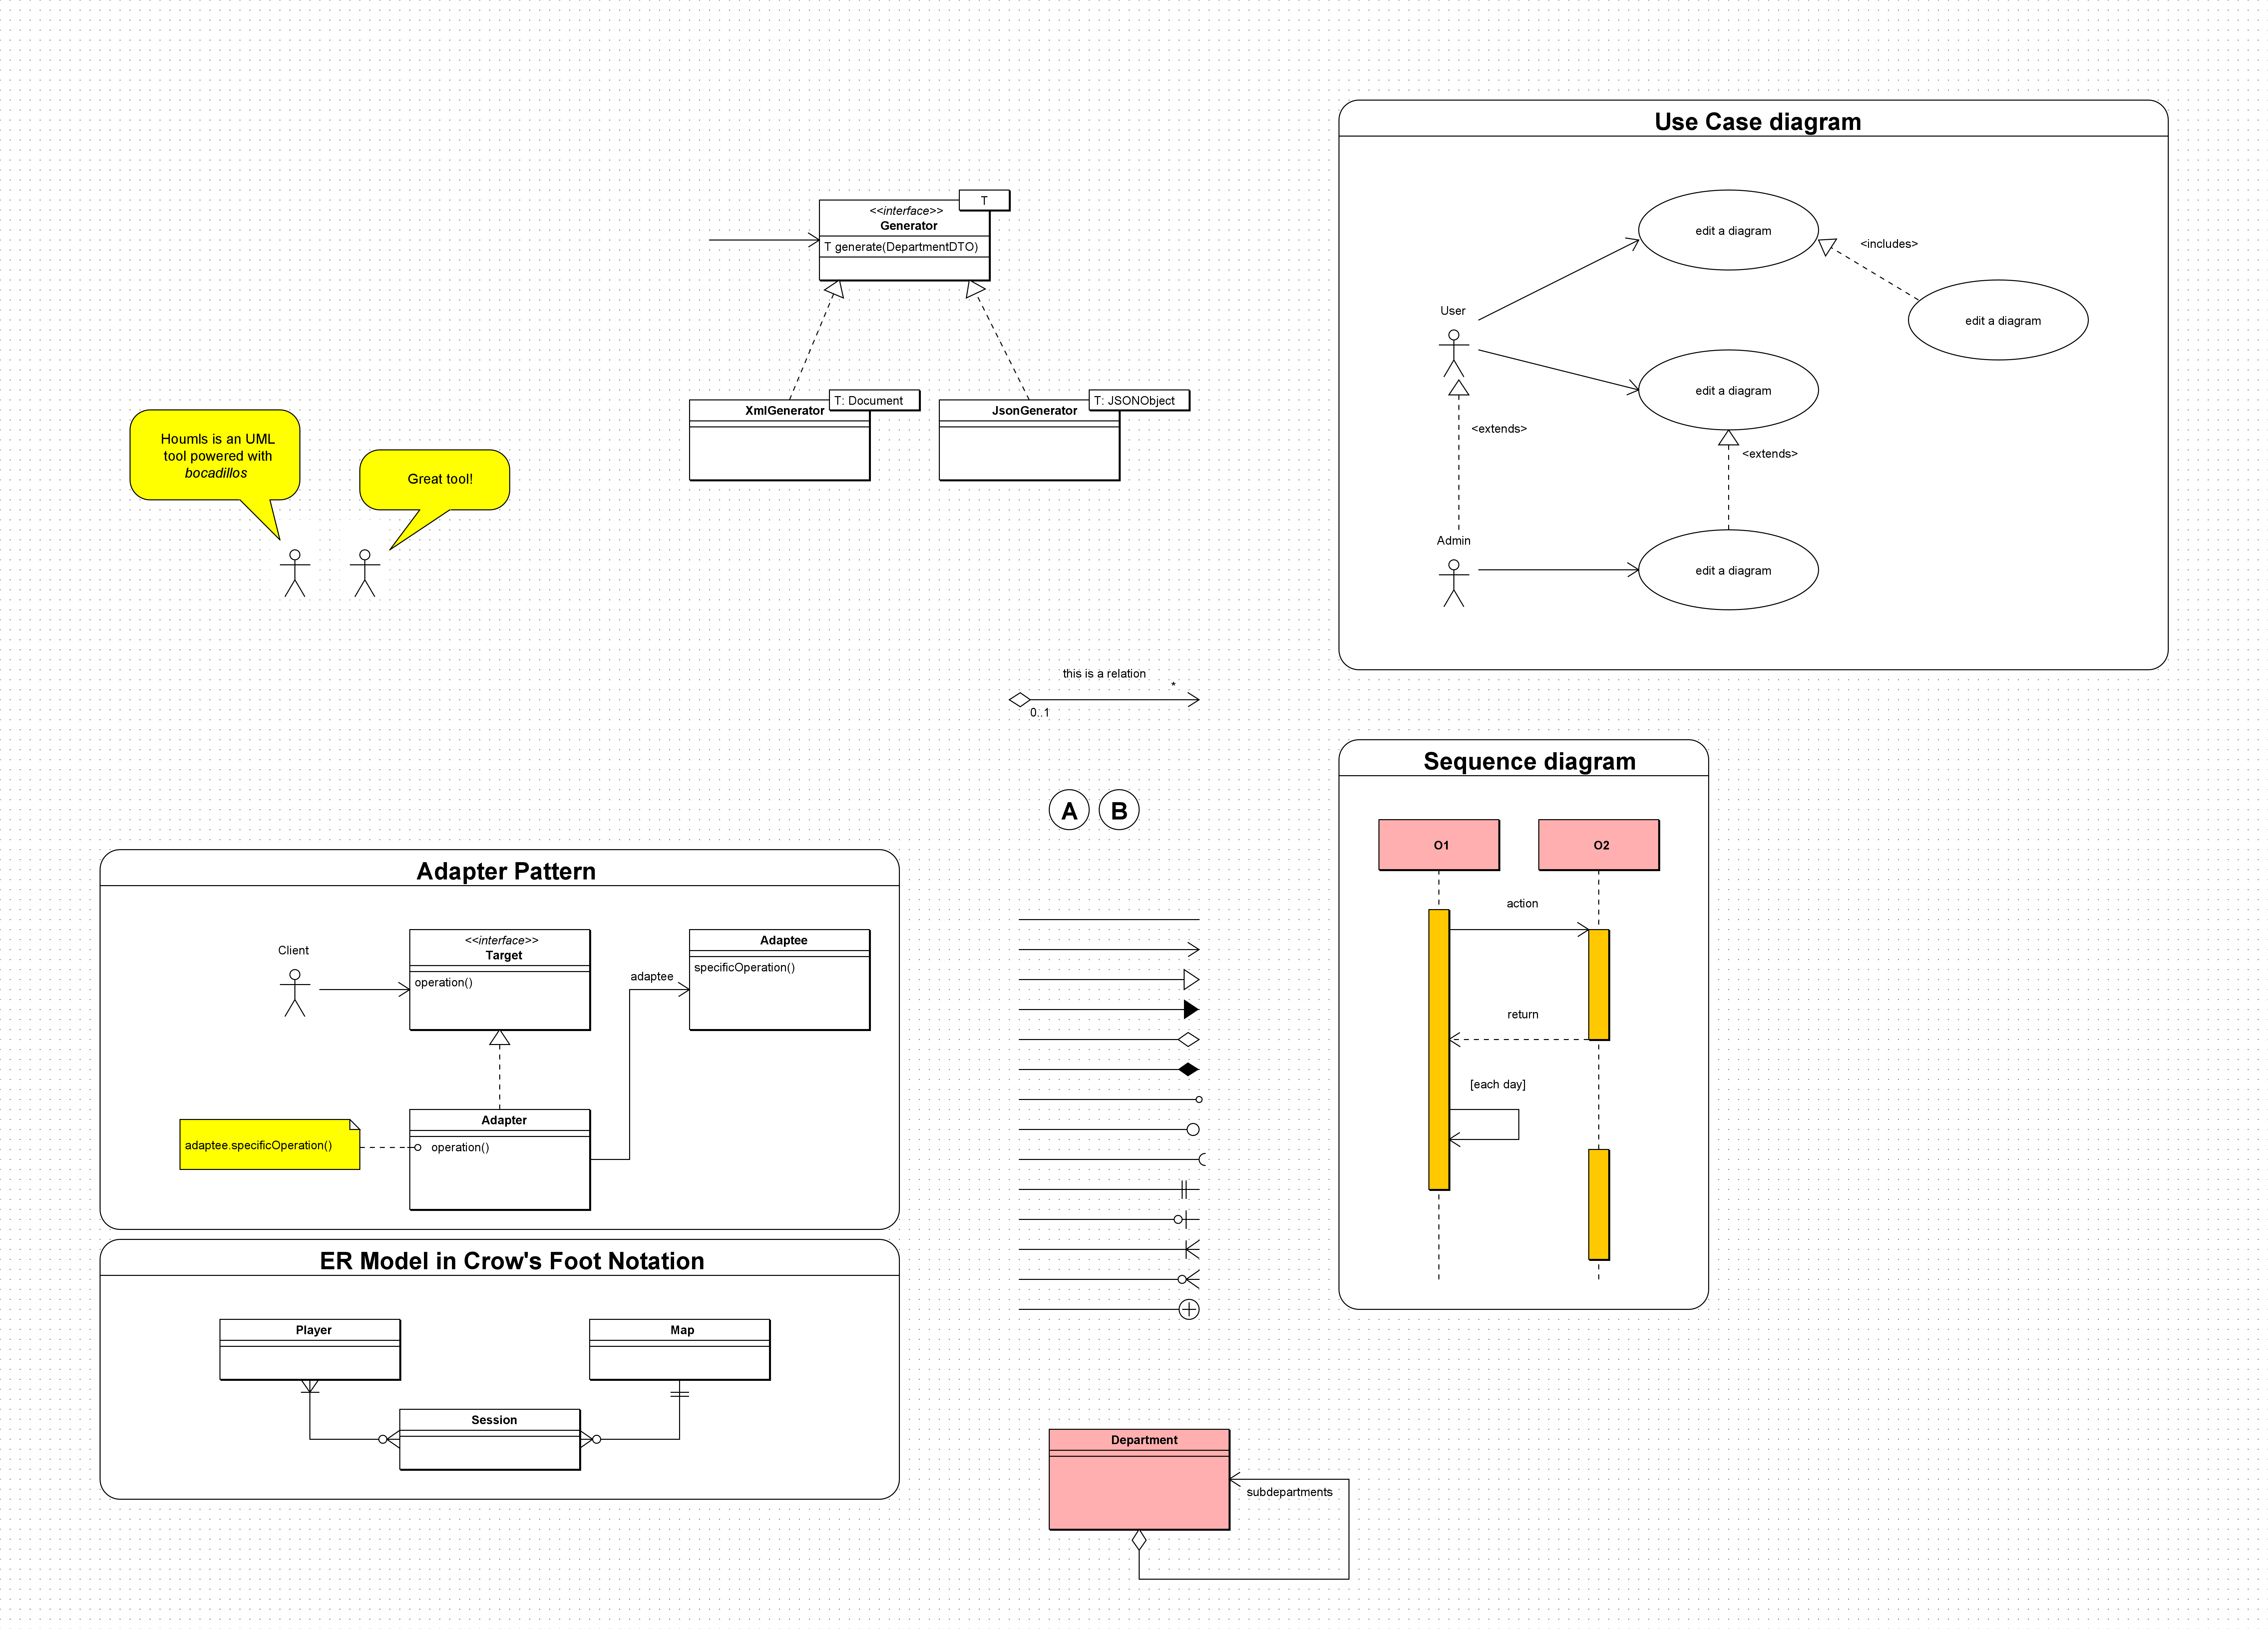 Use Case diagram
edit a diagram
<includes>
edit a diagram
User
edit a diagram
<extends>
<extends>
Admin
edit a diagram
T
<<interface>>
Generator
T generate(DepartmentDTO)
XmlGenerator
T: Document
JsonGenerator
T: JSONObject
Houmls is an UML
tool powered with
bocadillos
Great tool!
this is a relation
*
0..1
A
B
Sequence diagram
O1
O2
action
return
[each day]
Adapter Pattern
Client
<<interface>>
Target
operation()
adaptee
Adaptee
specificOperation()
adaptee.specificOperation()
Adapter
operation()
ER Model in Crow's Foot Notation
Player
Map
Session
Department
subdepartments